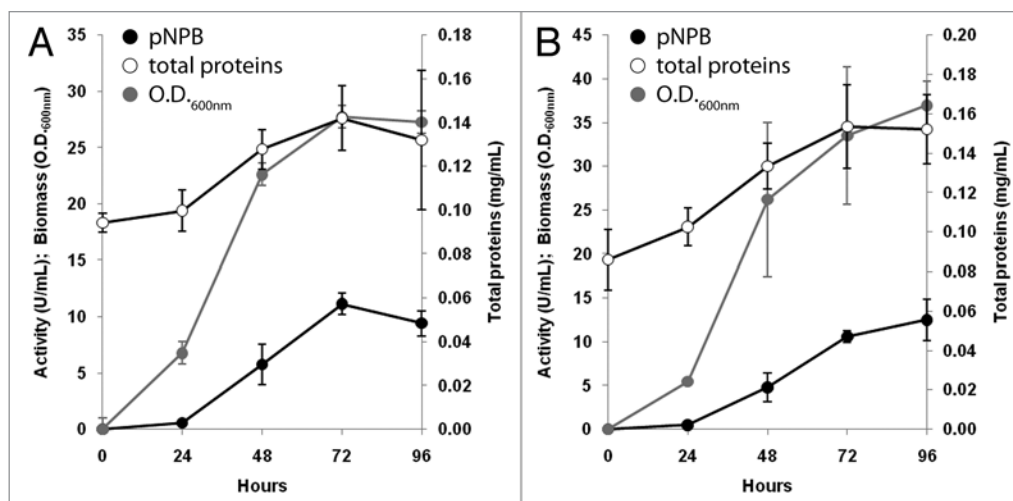 A
pNPB
total proteins
O.D.600nm
Activity (U/mL); Biomass (O.D.600nm)
35
30
25
20
15
10
5
0
0.18
0.16
0.14
0.12
0.10
0.08
0.06
0.04
0.02
0.00
Total proteins (mg/mL)
0 24 48 72 96
Hours
B
pNPB
total proteins
O.D.600nm
Activity (U/mL); Biomass (O.D.600nm)
45
40
35
30
25
20
15
10
5
0
0.20
0.18
0.16
0.14
0.12
0.10
0.08
0.06
0.04
0.02
0.00
Total proteins (mg/mL)
0 24 48 72 96
Hours